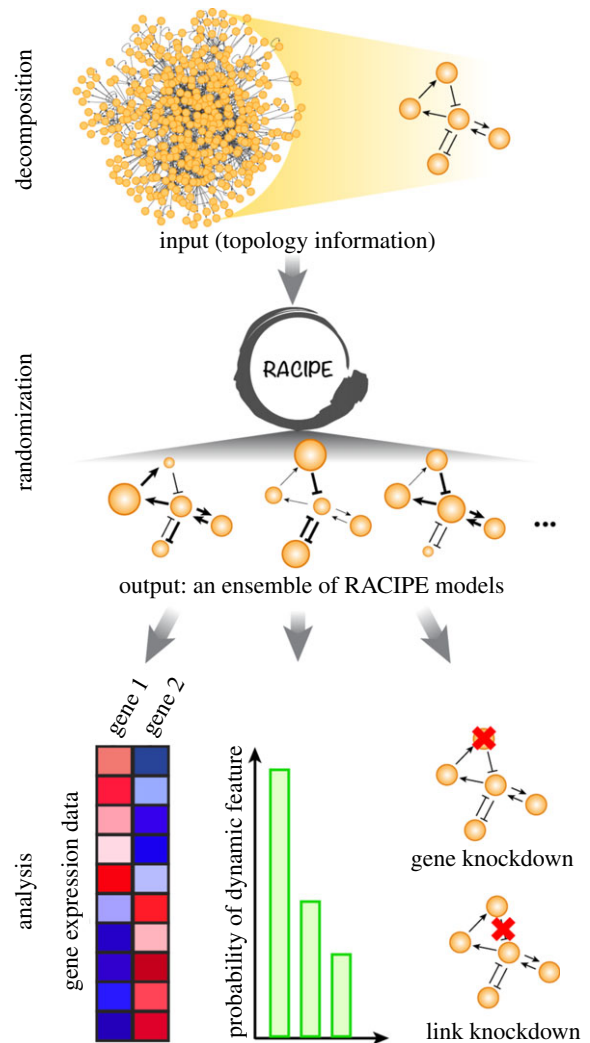 decomposition
input (topology information)
randomization
RACIPE
...
output: an ensemble of RACIPE models
analysis
gene expression data
gene 1
gene 2
probability of dynamic feature
gene knockdown
link knockdown